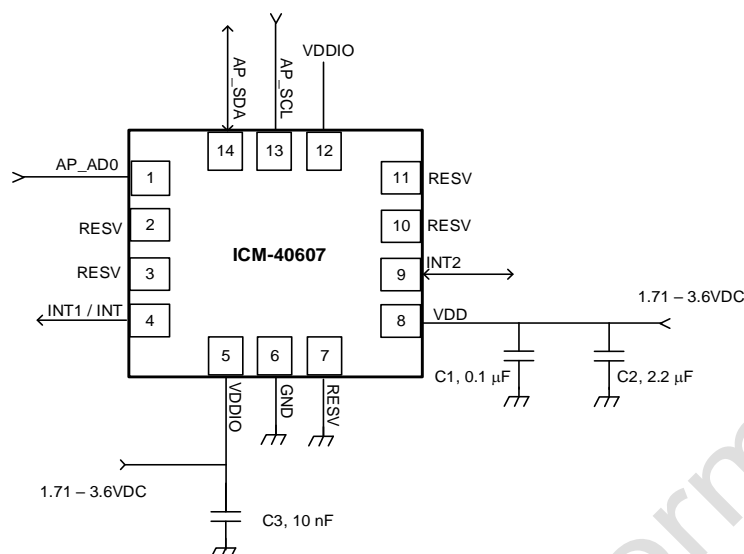 AP_SDA
AP_SCL
VDDIO
14
13
12
AP_AD0
1
11
RESV
RESV
2
10
RESV
ICM-40607
RESV
3
9
INT2
INT1 / INT
4
8
VDD
1.71 – 3.6VDC
5
6
7
VDDIO
GND
RESV
C1, 0.1 µF
C2, 2.2 µF
1.71 – 3.6VDC
C3, 10 nF